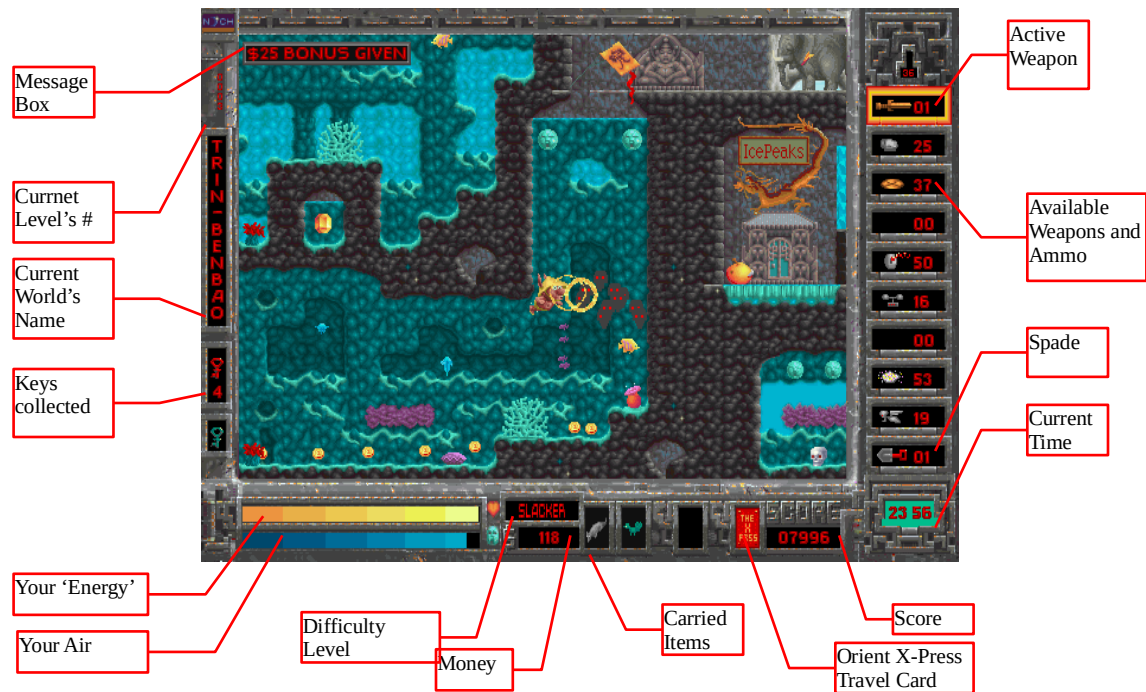 $25 BONUS GIVEN
IcePeaks
TRIN-BENBAO
4
36
01
25
37
00
50
16
00
53
19
01
23 56
SLACKER
118
THE
X
PRESS
SCORE
07996
Message
Box
Currnet
Level's #
Current
World's
Name
Keys
collected
Your 'Energy'
Your Air
Difficulty
Level
Money
Carried
Items
Orient X-Press
Travel Card
Score
Active
Weapon
Available
Weapons and
Ammo
Spade
Current
Time